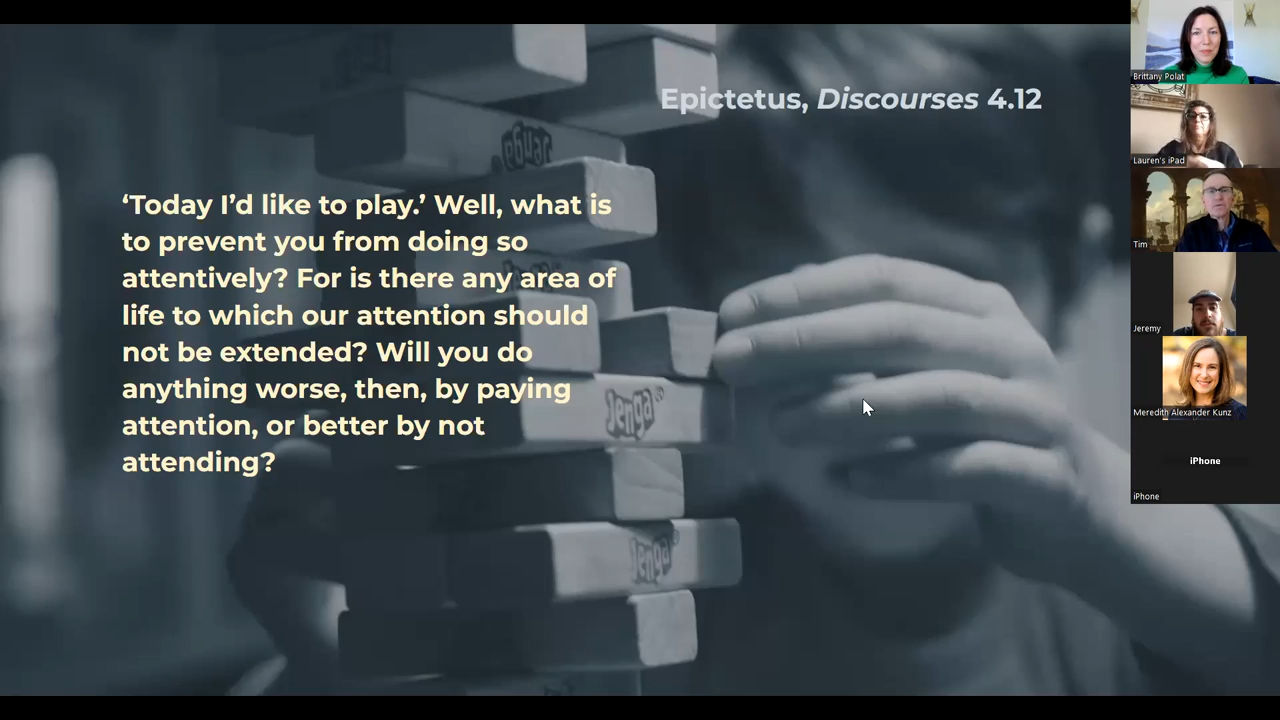 Epictetus, Discourses 4.12
‘Today I’d like to play.’ Well, what is
to prevent you from doing so
attentively? For is there any area of
life to which our attention should
not be extended? Will you do
anything worse, then, by paying
attention, or better by not
attending?
Jenga
Jenga®
Jenga®
Brittany Polat
Lauren's iPad
Tim
Jeremy
Meredith Alexander Kunz
iPhone
iPhone